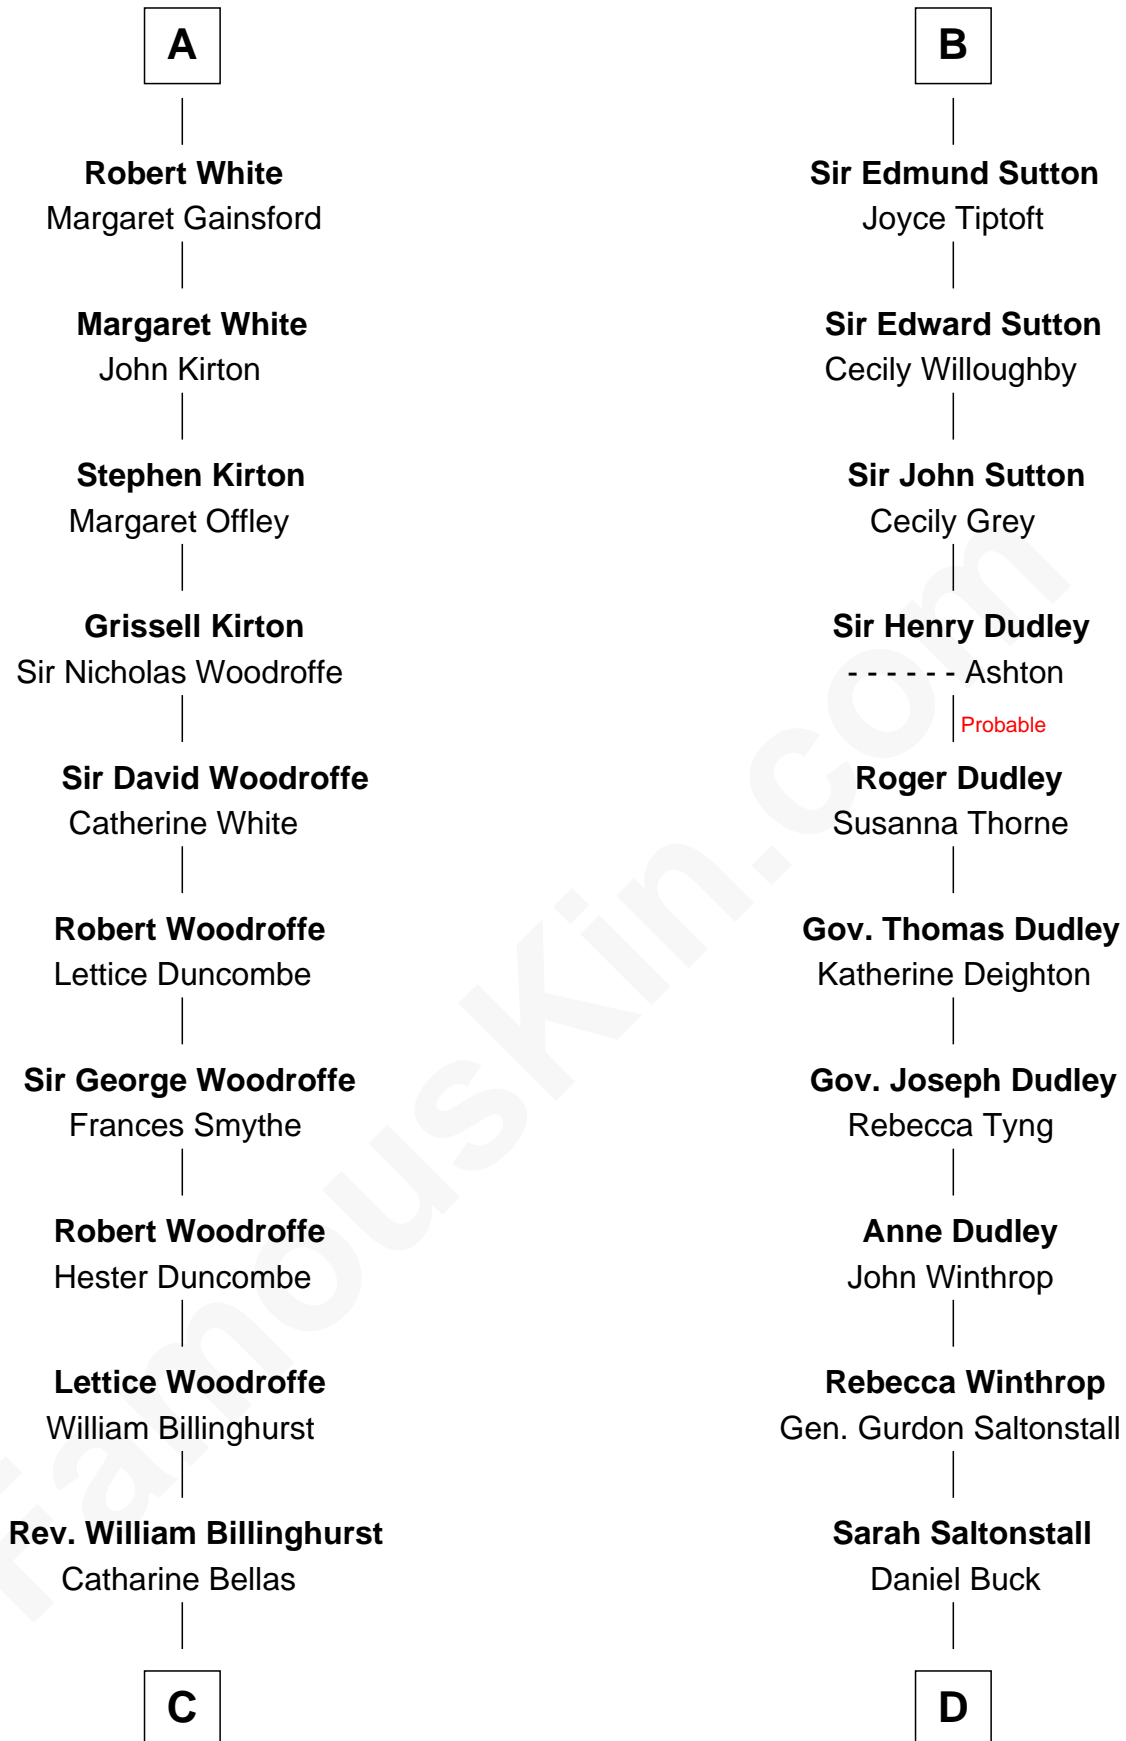 A
Robert White
Margaret Gainsford
Margaret White
John Kirton
Stephen Kirton
Margaret Offley
Grissell Kirton
Sir Nicholas Woodroffe
Sir David Woodroffe
Catherine White
Robert Woodroffe
Lettice Duncombe
Sir George Woodroffe
Frances Smythe
Robert Woodroffe
Hester Duncombe
Lettice Woodroffe
William Billinghurst
Rev. William Billinghurst
Catharine Bellas
C
B
Sir Edmund Sutton
Joyce Tiptoft
Sir Edward Sutton
Cecily Willoughby
Sir John Sutton
Cecily Grey
Sir Henry Dudley
- - - - - - Ashton
Probable
Roger Dudley
Susanna Thorne
Gov. Thomas Dudley
Katherine Deighton
Gov. Joseph Dudley
Rebecca Tyng
Anne Dudley
John Winthrop
Rebecca Winthrop
Gen. Gurdon Saltonstall
Sarah Saltonstall
Daniel Buck
D
FamousKin.com